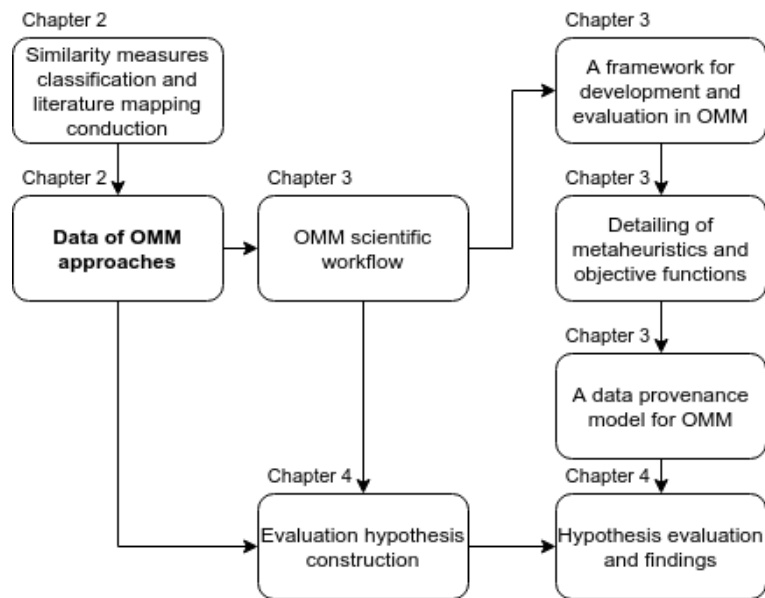 Chapter 2
Similarity measures
classification and
literature mapping
conduction
Chapter 2
Data of OMM
approaches
Chapter 3
OMM scientific
workflow
Chapter 3
A framework for
development and
evaluation in OMM
Chapter 3
Detailing of
metaheuristics and
objective functions
Chapter 3
A data provenance
model for OMM
Chapter 4
Evaluation hypothesis
construction
Chapter 4
Hypothesis evaluation
and findings